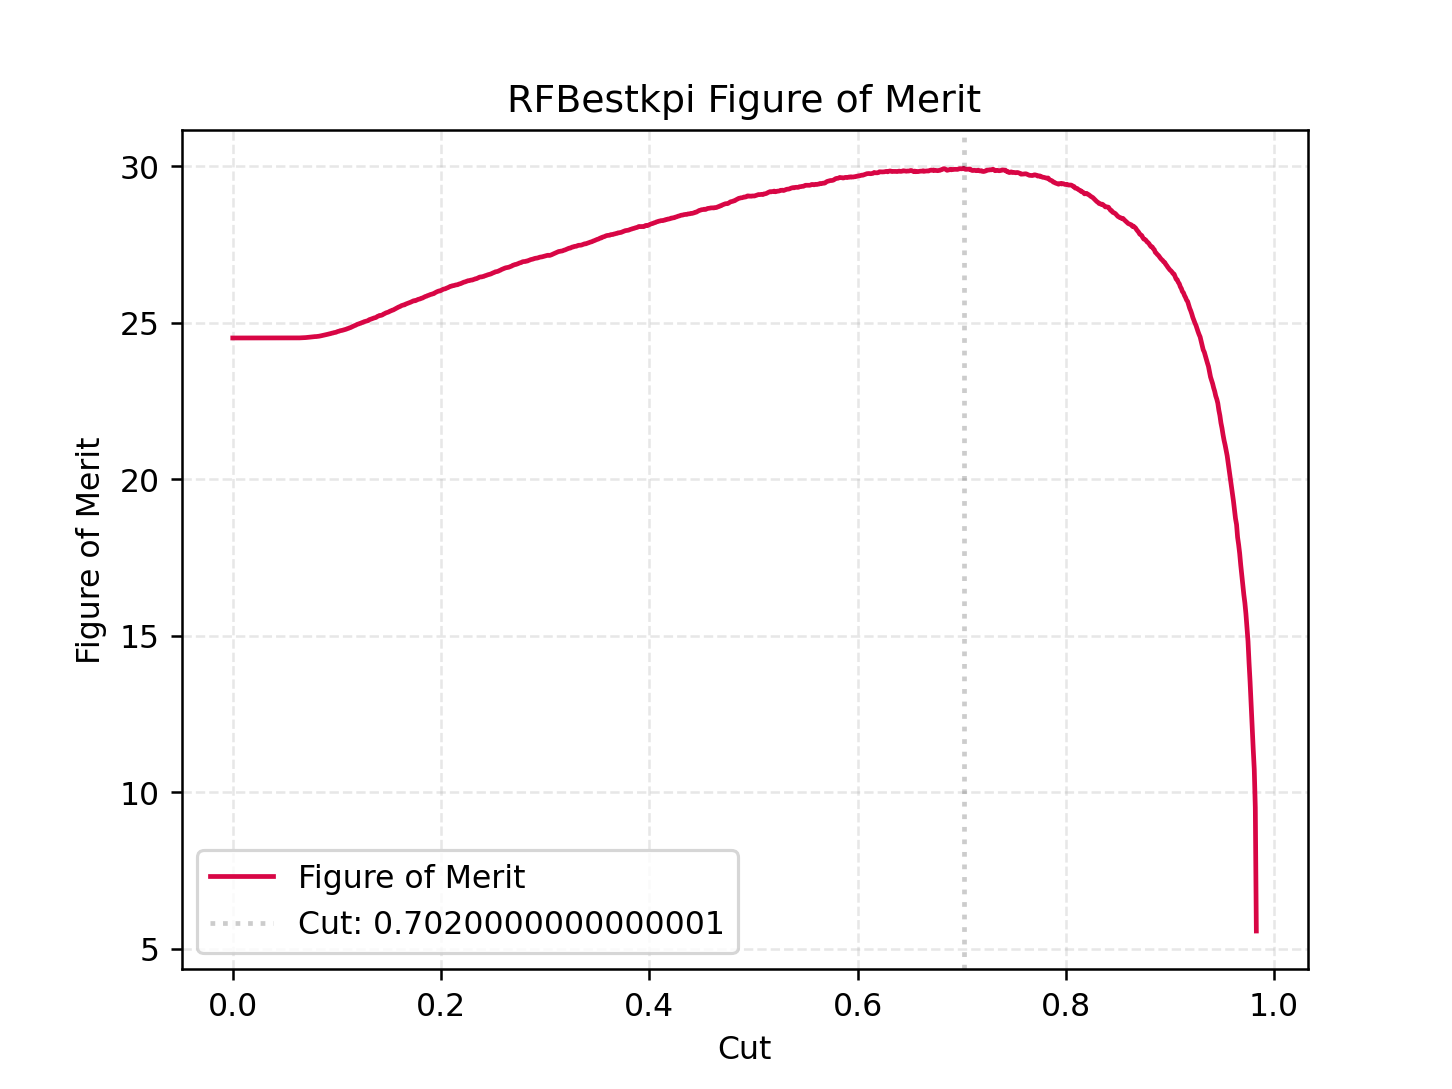 RFBestkpi Figure of Merit
30
25
20
15
10
5
Figure of Merit
Figure of Merit
Cut: 0.7020000000000001
0.0 0.2 0.4 0.6 0.8 1.0
Cut